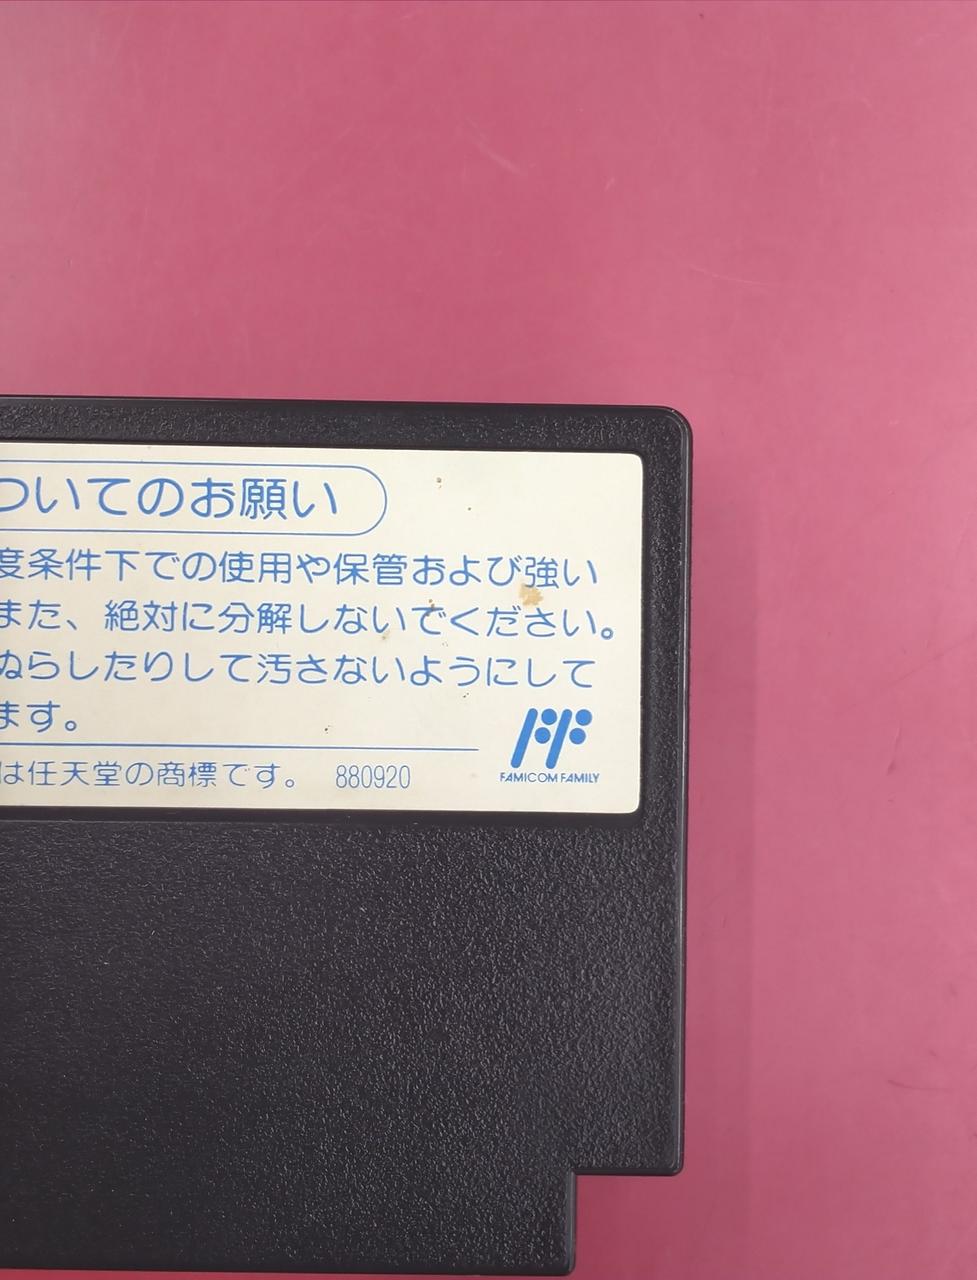 ついてのお願い
度条件下での使用や保管および強い
また、絶対に分解しないでください。
ぬらしたりして汚さないようにして
ます。
は任天堂の商標です。 880920
FAMICOM FAMILY